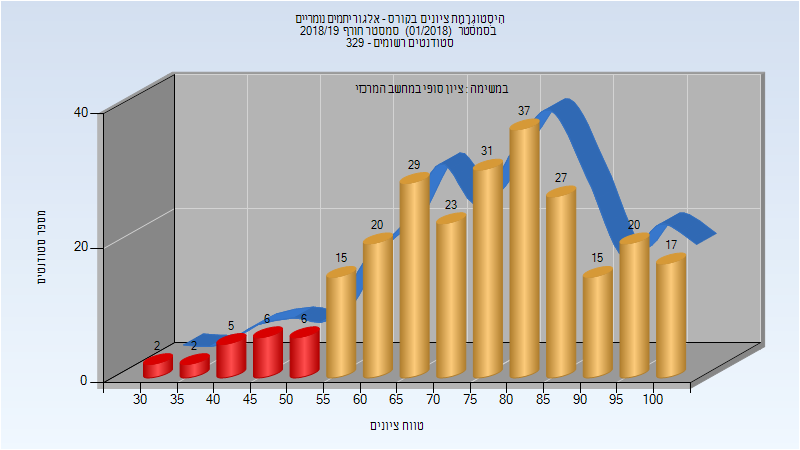 היסטוגרמת ציונים בקורס - אלגוריתמים נומריים
בסמסטר (01/2018) סמסטר חורף 2018/19
סטודנטים רשומים - 329
במשימה : ציון סופי במחשב המרכזי
מספר סטודנטים
40
20
0
2
2
5
6
6
15
20
29
23
31
37
27
15
20
17
30 35 40 45 50 55 60 65 70 75 80 85 90 95 100
טווח ציונים